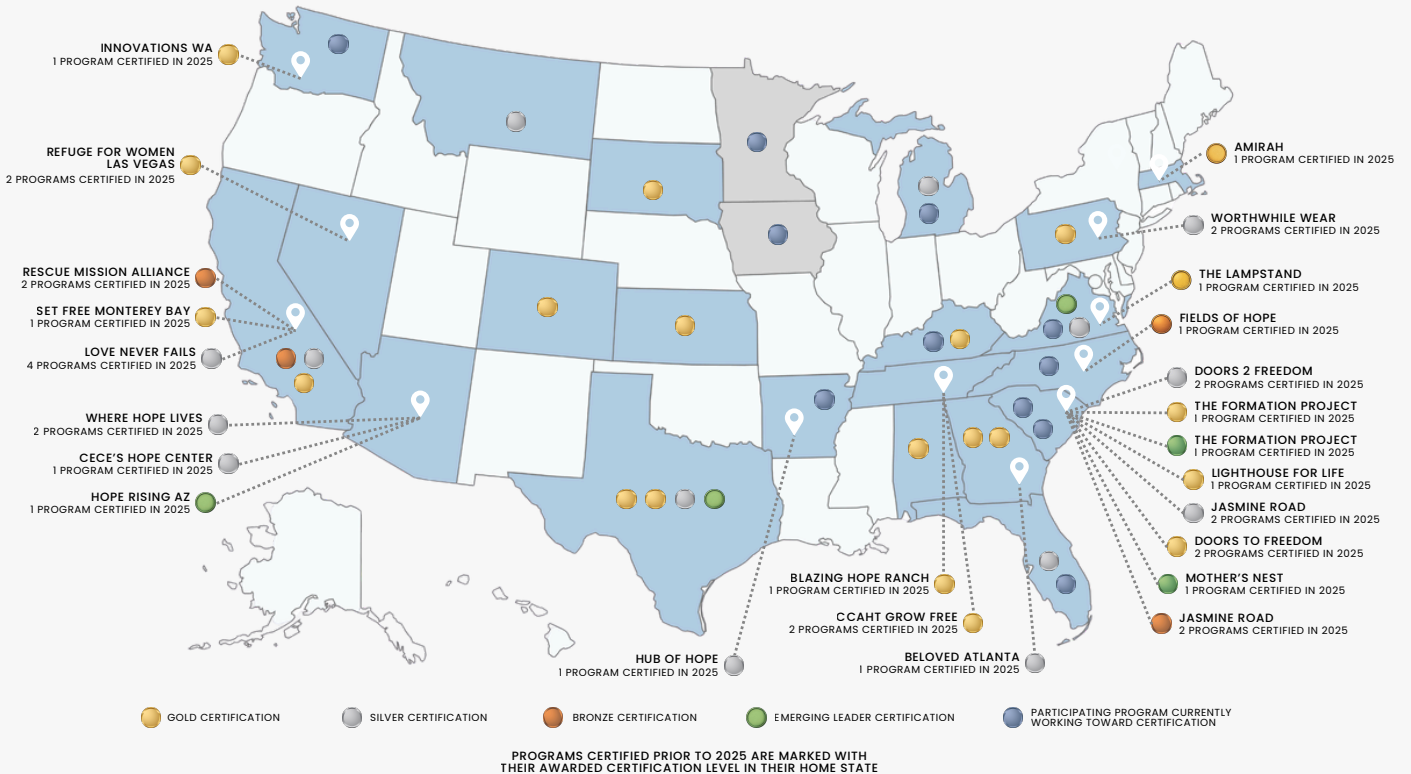 INNOVATIONS WA
1 PROGRAM CERTIFIED IN 2025
REFUGE FOR WOMEN
LAS VEGAS
2 PROGRAMS CERTIFIED IN 2025
RESCUE MISSION ALLIANCE
2 PROGRAMS CERTIFIED IN 2025
SET FREE MONTEREY BAY
1 PROGRAM CERTIFIED IN 2025
LOVE NEVER FAILS
4 PROGRAMS CERTIFIED IN 2025
WHERE HOPE LIVES
2 PROGRAMS CERTIFIED IN 2025
CECE'S HOPE CENTER
1 PROGRAM CERTIFIED IN 2025
HOPE RISING AZ
1 PROGRAM CERTIFIED IN 2025
AMIRAH
1 PROGRAM CERTIFIED IN 2025
WORTHWHILE WEAR
2 PROGRAMS CERTIFIED IN 2025
THE LAMPSTAND
1 PROGRAM CERTIFIED IN 2025
FIELDS OF HOPE
1 PROGRAM CERTIFIED IN 2025
DOORS 2 FREEDOM
2 PROGRAMS CERTIFIED IN 2025
THE FORMATION PROJECT
1 PROGRAM CERTIFIED IN 2025
THE FORMATION PROJECT
1 PROGRAM CERTIFIED IN 2025
LIGHTHOUSE FOR LIFE
1 PROGRAM CERTIFIED IN 2025
JASMINE ROAD
2 PROGRAMS CERTIFIED IN 2025
DOORS TO FREEDOM
2 PROGRAMS CERTIFIED IN 2025
MOTHER'S NEST
1 PROGRAM CERTIFIED IN 2025
JASMINE ROAD
2 PROGRAMS CERTIFIED IN 2025
BLAZING HOPE RANCH
1 PROGRAM CERTIFIED IN 2025
CCAHT GROW FREE
2 PROGRAMS CERTIFIED IN 2025
BELOVED ATLANTA
1 PROGRAM CERTIFIED IN 2025
HUB OF HOPE
1 PROGRAM CERTIFIED IN 2025
GOLD CERTIFICATION
SILVER CERTIFICATION
BRONZE CERTIFICATION
EMERGING LEADER CERTIFICATION
PARTICIPATING PROGRAM CURRENTLY
WORKING TOWARD CERTIFICATION
PROGRAMS CERTIFIED PRIOR TO 2025 ARE MARKED WITH
THEIR AWARDED CERTIFICATION LEVEL IN THEIR HOME STATE